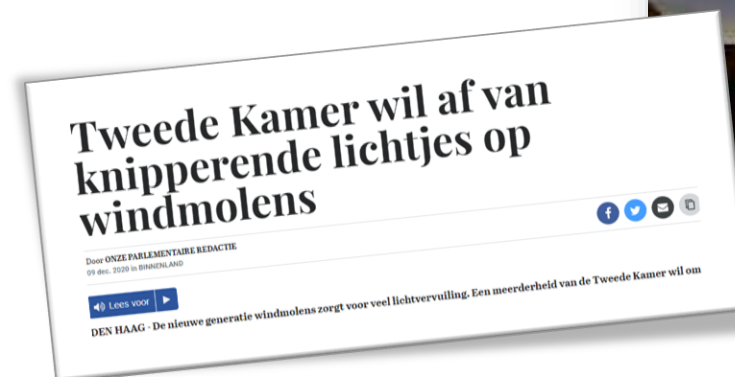 Tweede Kamer wil af van
knipperende lichtjes op
windmolens
Door ONZE PARLEMENTAIRE REDACTIE
09 dec. 2020 in BINNENLAND
Lees voor
DEN HAAG - De nieuwe generatie windmolens zorgt voor veel lichtvervuiling. Een meerderheid van de Tweede Kamer wil om